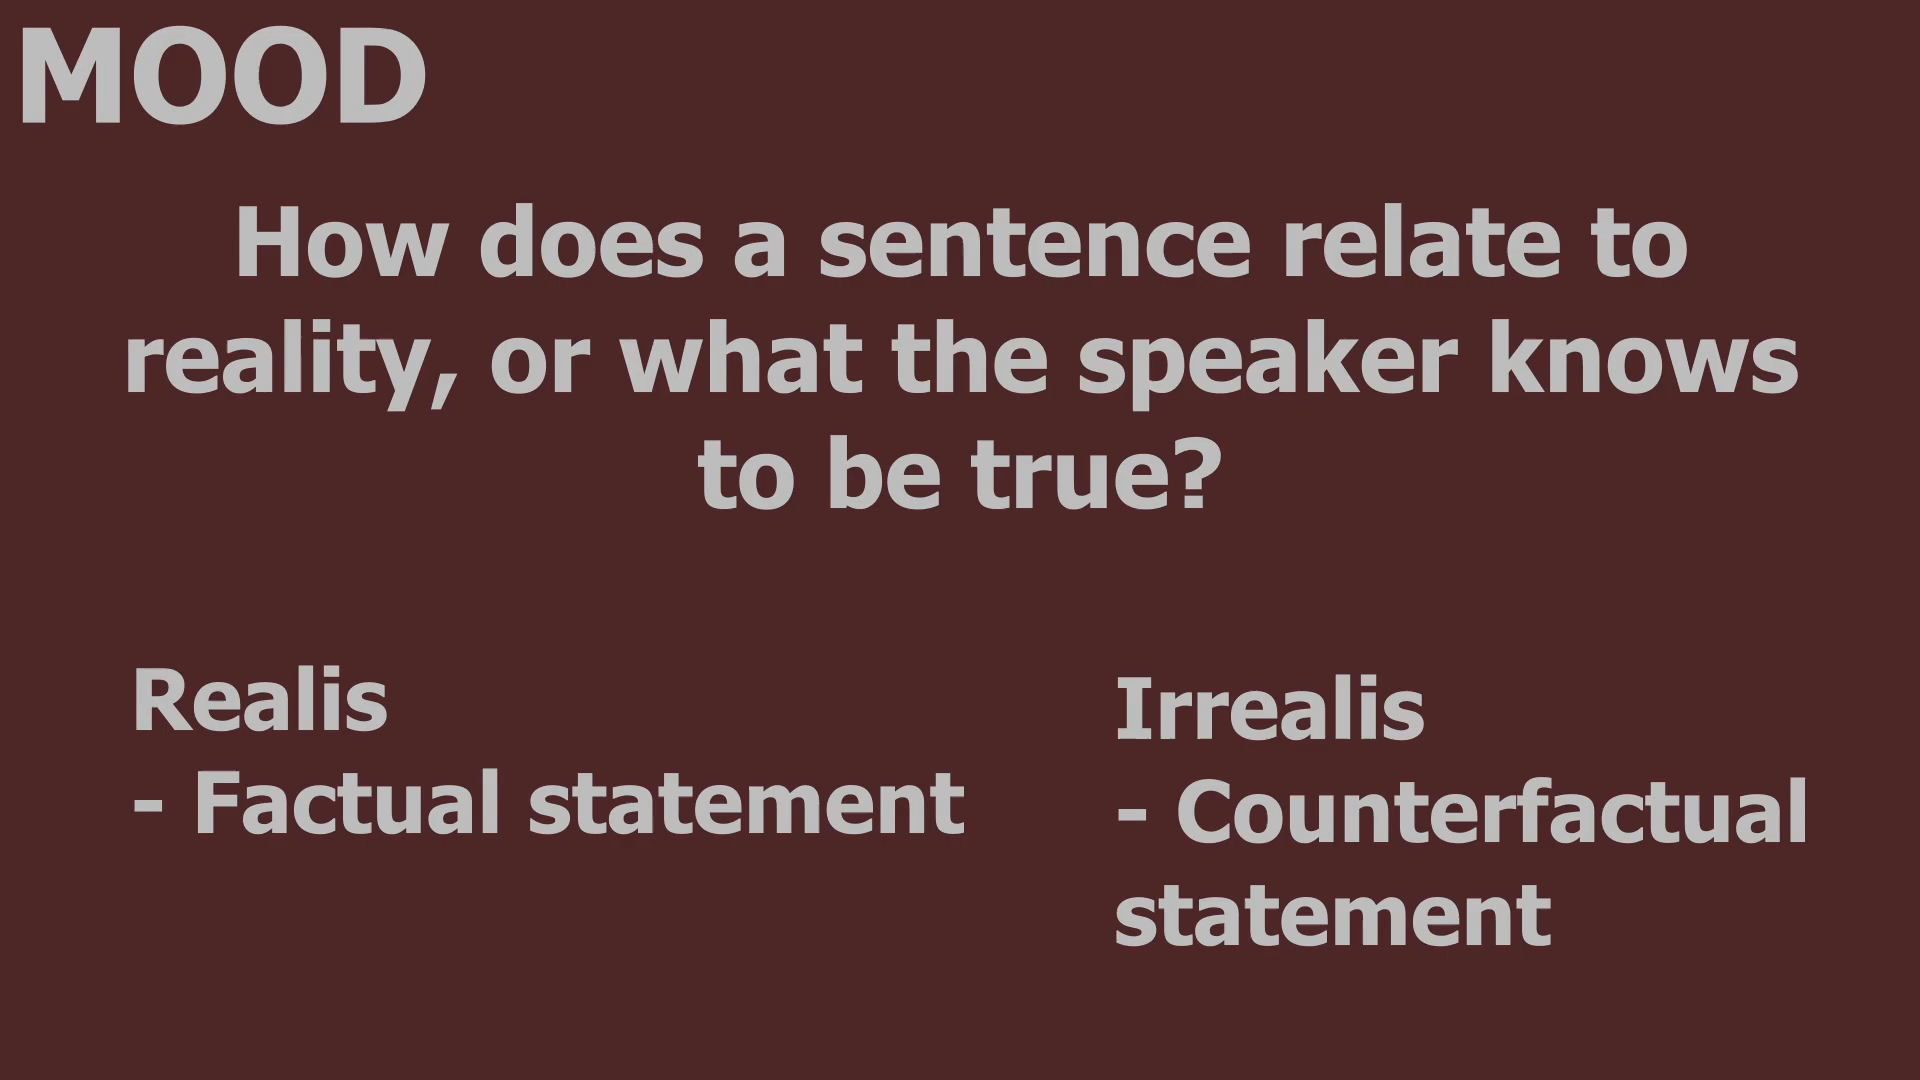 MOOD
How does a sentence relate to
reality, or what the speaker knows
to be true?
Realis
- Factual statement
Irrealis
- Counterfactual
statement